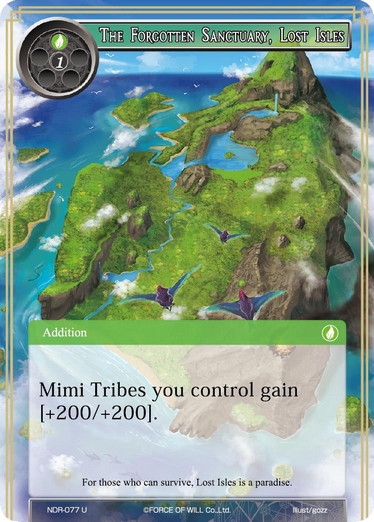 The Forgotten Sanctuary, Lost Isles
1
Addition
Mimi Tribes you control gain
[+200/+200].
For those who can survive, Lost Isles is a paradise.
NDR-077 U ©FORCE OF WILL Co.,Ltd. Illust/gozz